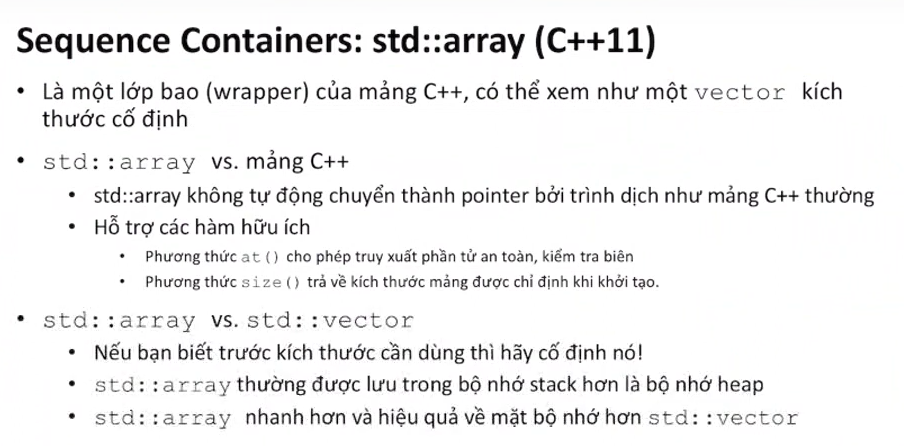 Sequence Containers: std::array (C++11)
• Là một lớp bao (wrapper) của mảng C++, có thể xem như một vector kích
thước cố định
• std::array vs. mảng C++
• std::array không tự động chuyển thành pointer bởi trình dịch như mảng C++ thường
• Hỗ trợ các hàm hữu ích
• Phương thức at() cho phép truy xuất phần tử an toàn, kiểm tra biên
• Phương thức size() trả về kích thước mảng được chỉ định khi khởi tạo.
• std::array vs. std::vector
• Nếu bạn biết trước kích thước cần dùng thì hãy cố định nó!
• std::array thường được lưu trong bộ nhớ stack hơn là bộ nhớ heap
• std::array nhanh hơn và hiệu quả về mặt bộ nhớ hơn std::vector